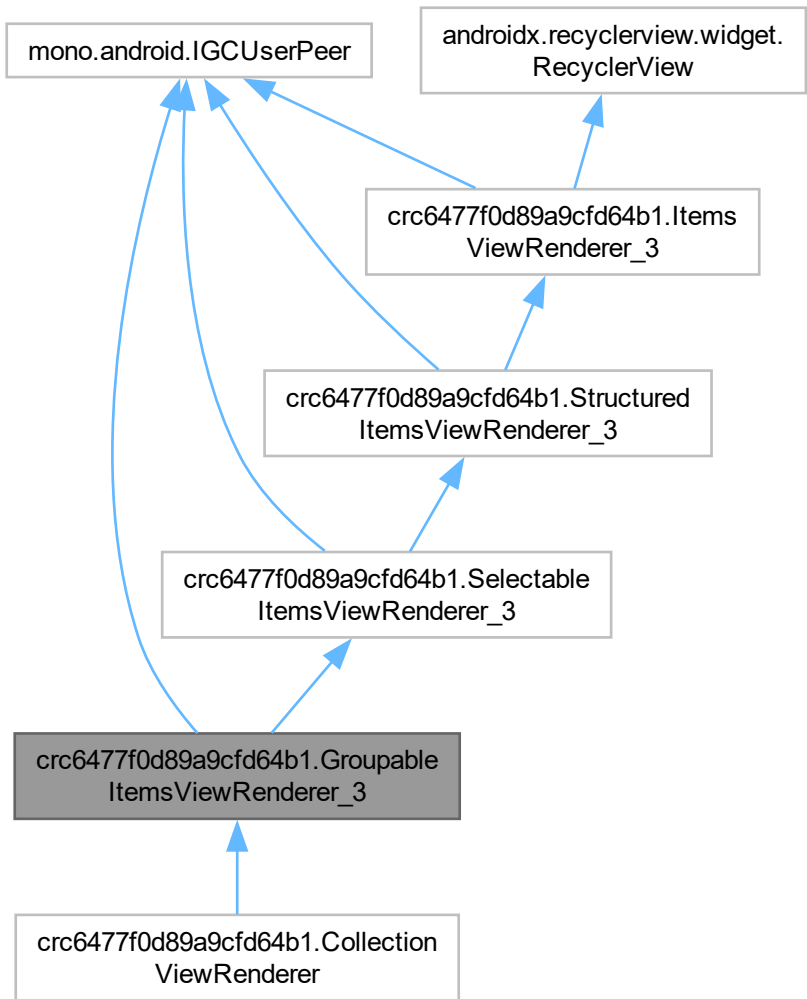 mono.android.IGCUserPeer
androidx.recyclerview.widget.
RecyclerView
crc6477f0d89a9cfd64b1.Items
ViewRenderer_3
crc6477f0d89a9cfd64b1.Structured
ItemsViewRenderer_3
crc6477f0d89a9cfd64b1.Selectable
ItemsViewRenderer_3
crc6477f0d89a9cfd64b1.Groupable
ItemsViewRenderer_3
crc6477f0d89a9cfd64b1.Collection
ViewRenderer